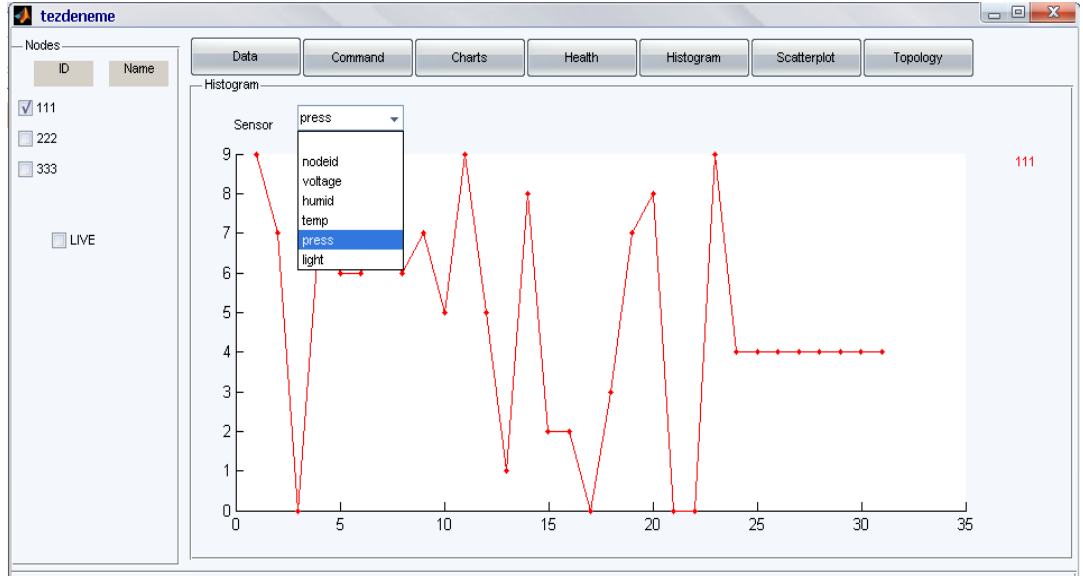 tezdeneme
Nodes
ID Name
111
222
333
LIVE
Data Command Charts Health Histogram Scatterplot Topology
Histogram
Sensor press
nodeid
voltage
humid
temp
press
light
111
9
8
7
6
5
4
3
2
1
0
0 5 10 15 20 25 30 35